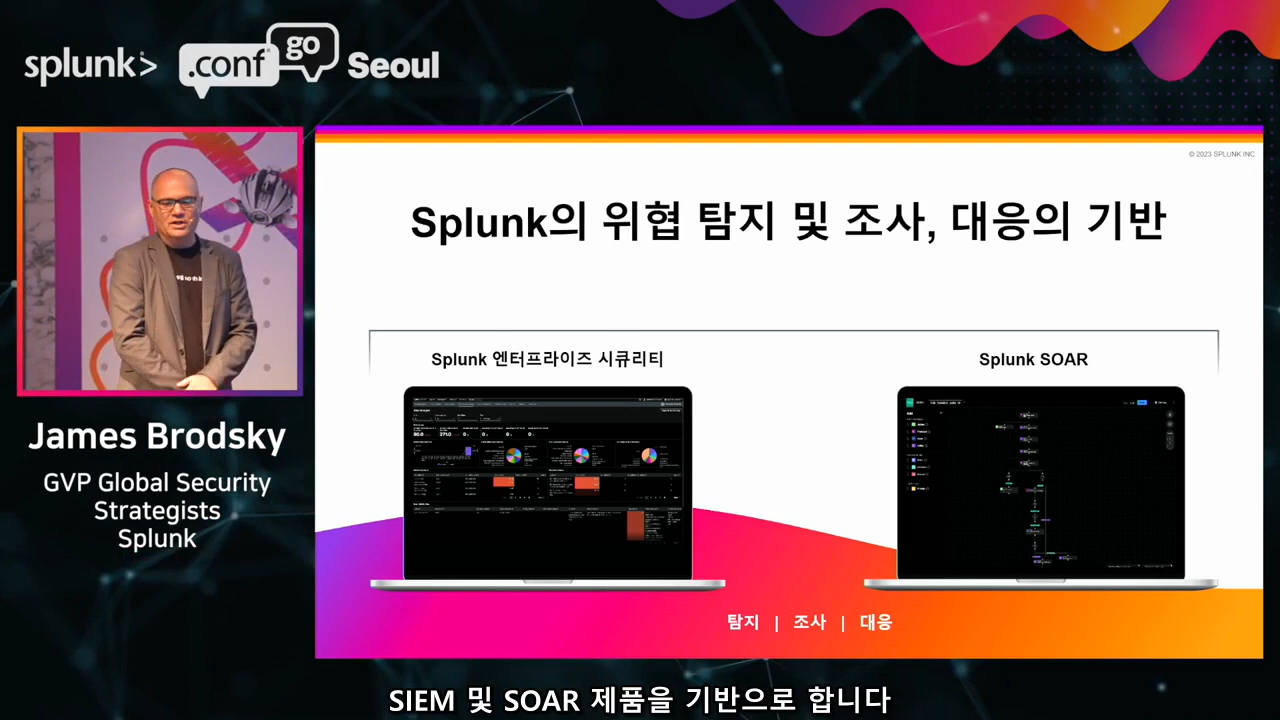 splunk>
.conf
go
Seoul
© 2023 SPLUNK INC.
Splunk의 위협 탐지 및 조사, 대응의 기반
Splunk 엔터프라이즈 시큐리티
Splunk SOAR
James Brodsky
GVP Global Security
Strategists
Splunk
탐지 | 조사 | 대응
SIEM 및 SOAR 제품을 기반으로 합니다